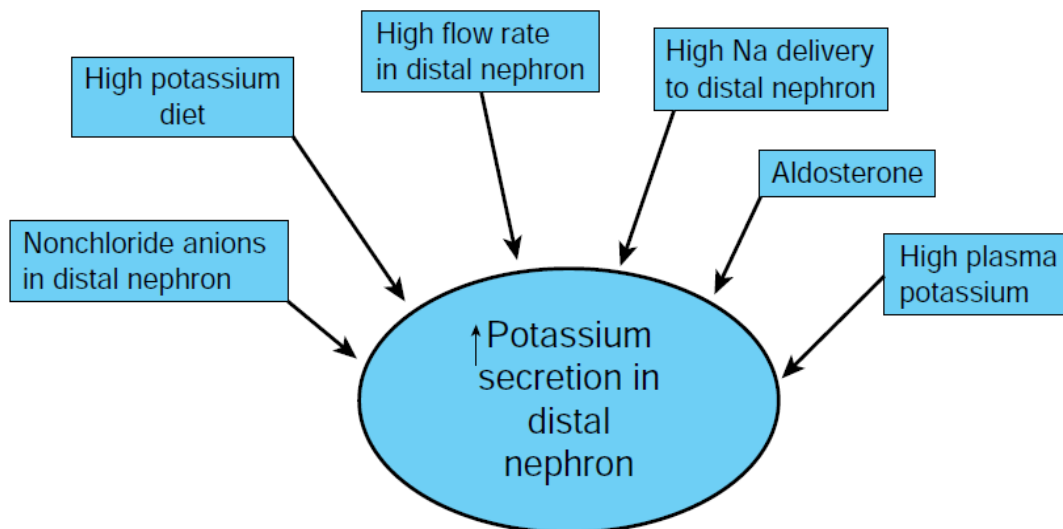 High flow rate
in distal nephron
High Na delivery
to distal nephron
High potassium
diet
Aldosterone
Nonchloride anions
in distal nephron
High plasma
potassium
↑Potassium
secretion in
distal
nephron